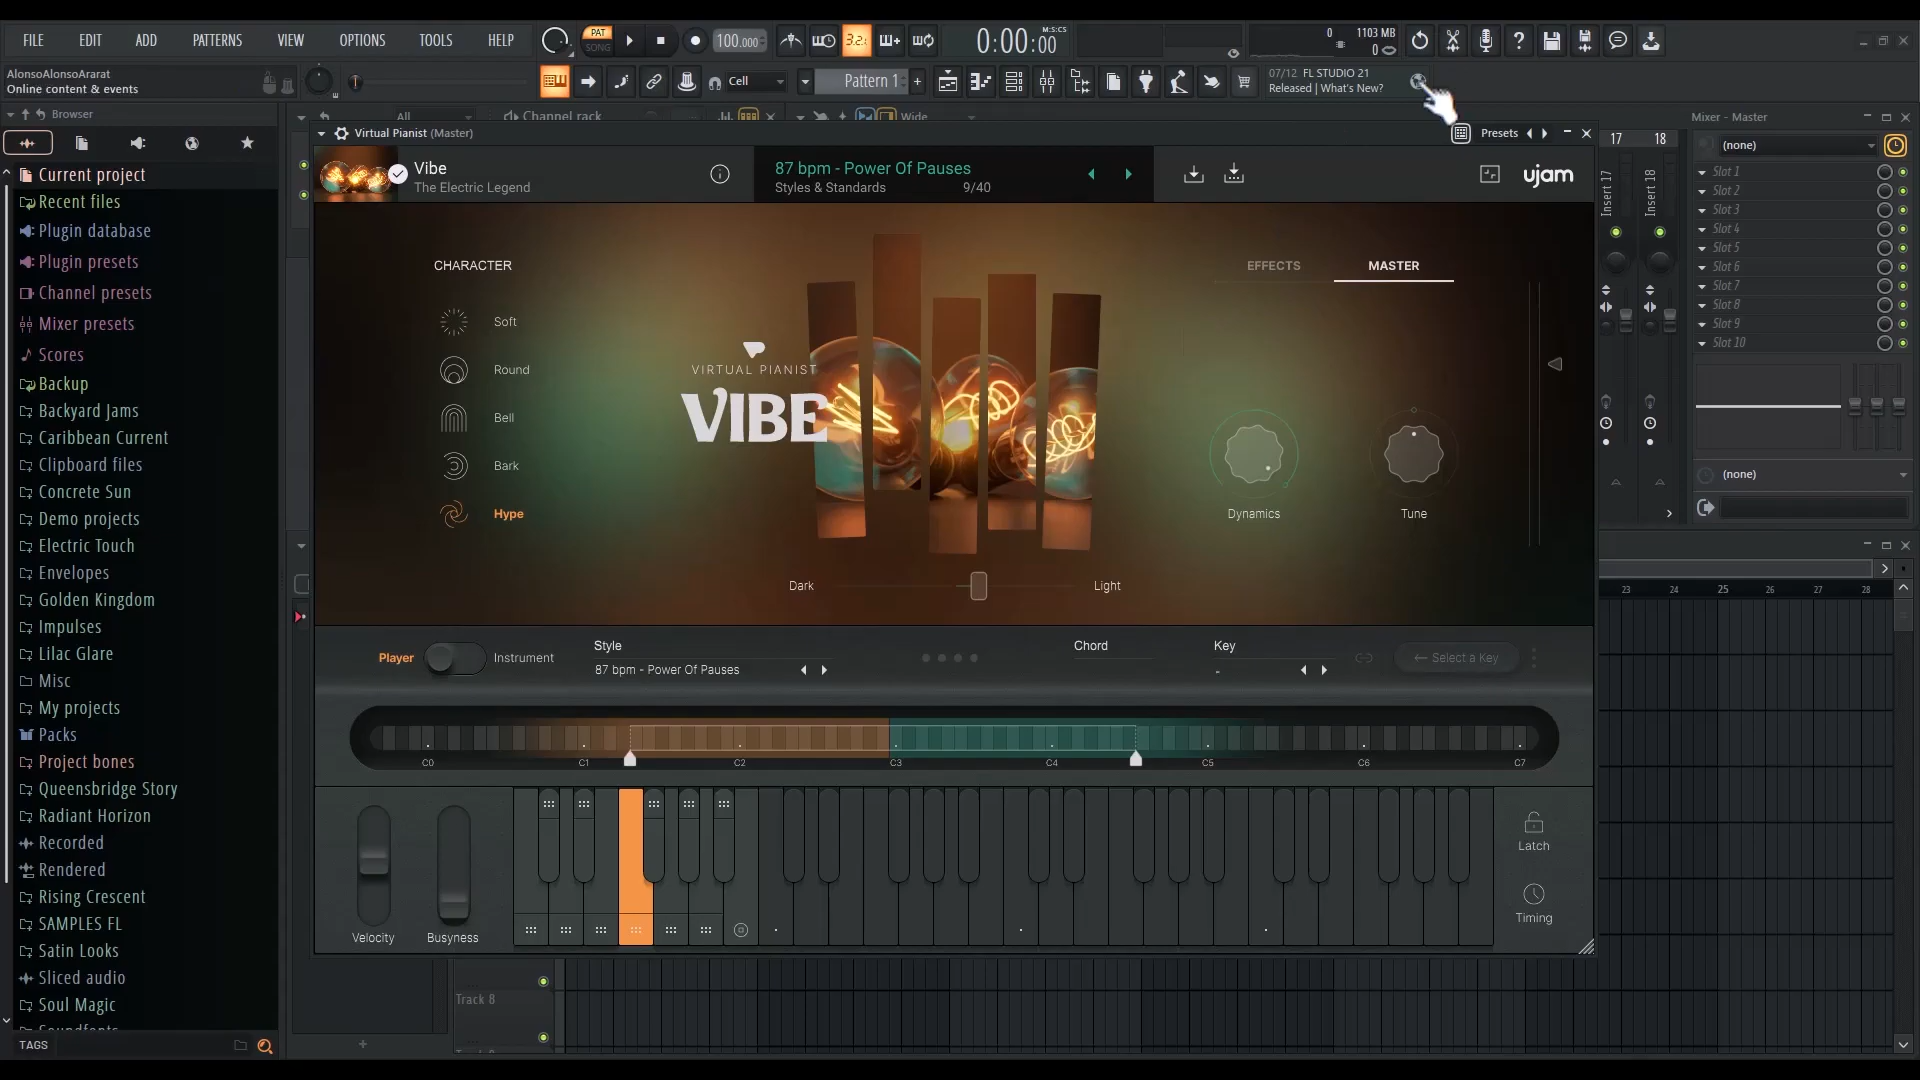 FILE EDIT ADD PATTERNS VIEW OPTIONS TOOLS HELP
PAT
SONG
100.000
3.2.
0:00:00
M:S:CS
0
1103 MB
0
AlonsoAlonsoArarat
Online content & events
Cell
Pattern 1
07/12 FL STUDIO 21
Released | What's New?
Browser
All
Channel rack
Wide
Current project
Recent files
Plugin database
Plugin presets
Channel presets
Mixer presets
Scores
Backup
Backyard Jams
Caribbean Current
Clipboard files
Concrete Sun
Demo projects
Electric Touch
Envelopes
Golden Kingdom
Impulses
Lilac Glare
Misc
My projects
Packs
Project bones
Queensbridge Story
Radiant Horizon
Recorded
Rendered
Rising Crescent
SAMPLES FL
Satin Looks
Sliced audio
Soul Magic
Soundfonts
TAGS
Virtual Pianist (Master)
Presets
Vibe
The Electric Legend
87 bpm - Power Of Pauses
Styles & Standards 9/40
ujam
CHARACTER
Soft
Round
Bell
Bark
Hype
VIRTUAL PIANIST
VIBE
EFFECTS MASTER
Dynamics
Tune
Dark
Light
Player
Instrument
Style
87 bpm - Power Of Pauses
Chord
Key
-
← Select a Key
C0 C1 C2 C3 C4 C5 C6 C7
Velocity
Busyness
Latch
Timing
Track 8
17 18
Insert 17
Insert 18
Mixer - Master
(none)
Slot 1
Slot 2
Slot 3
Slot 4
Slot 5
Slot 6
Slot 7
Slot 8
Slot 9
Slot 10
(none)
23 24 25 26 27 28